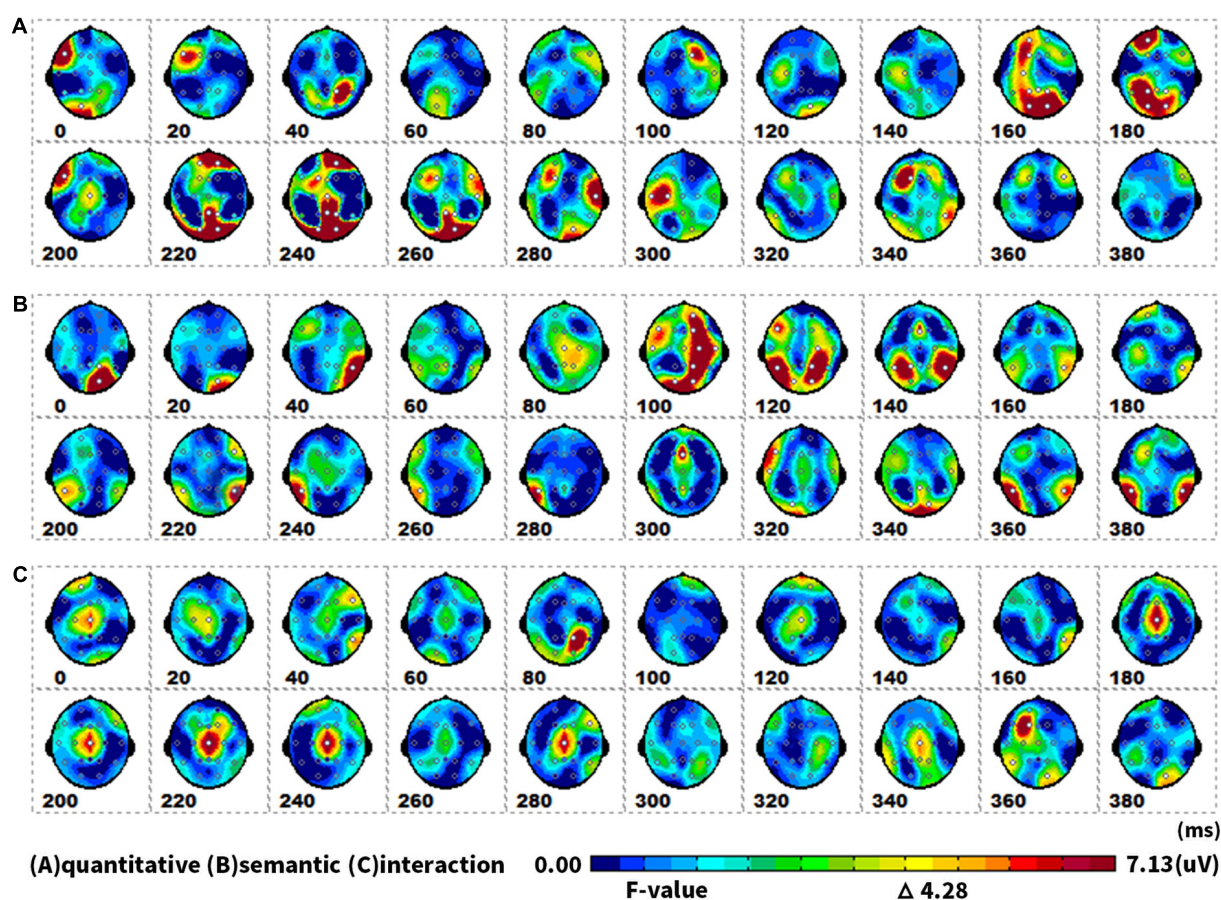 A
0 20 40 60 80 100 120 140 160 180
200 220 240 260 280 300 320 340 360 380
B
0 20 40 60 80 100 120 140 160 180
200 220 240 260 280 300 320 340 360 380
C
0 20 40 60 80 100 120 140 160 180
200 220 240 260 280 300 320 340 360 380
(ms)
(A)quantitative (B)semantic (C)interaction 0.00 7.13(uV)
F-value Δ 4.28